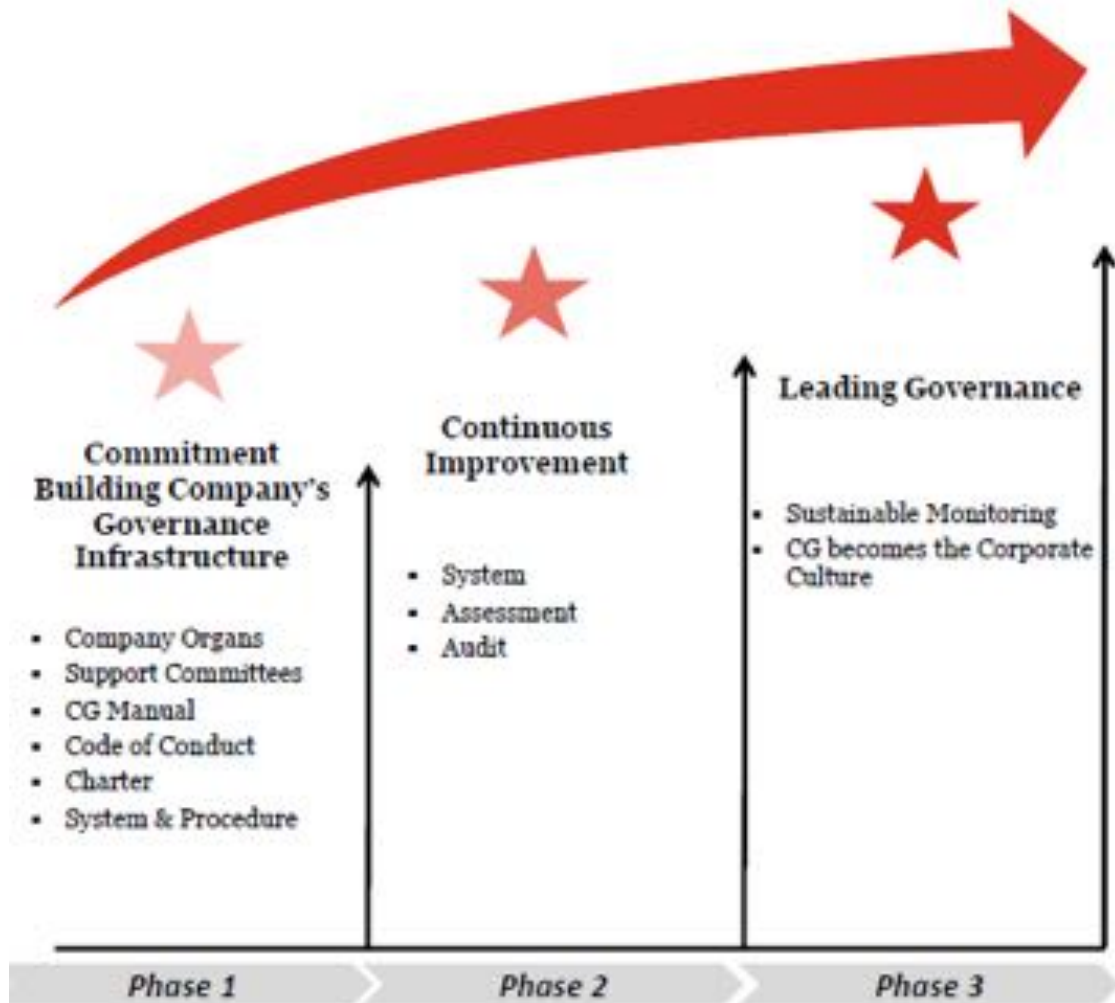 Commitment
Building Company's
Governance
Infrastructure
▪ Company Organs
▪ Support Committees
▪ CG Manual
▪ Code of Conduct
▪ Charter
▪ System & Procedure
Continuous
Improvement
▪ System
▪ Assessment
▪ Audit
Leading Governance
▪ Sustainable Monitoring
▪ CG becomes the Corporate
Culture
Phase 1
Phase 2
Phase 3